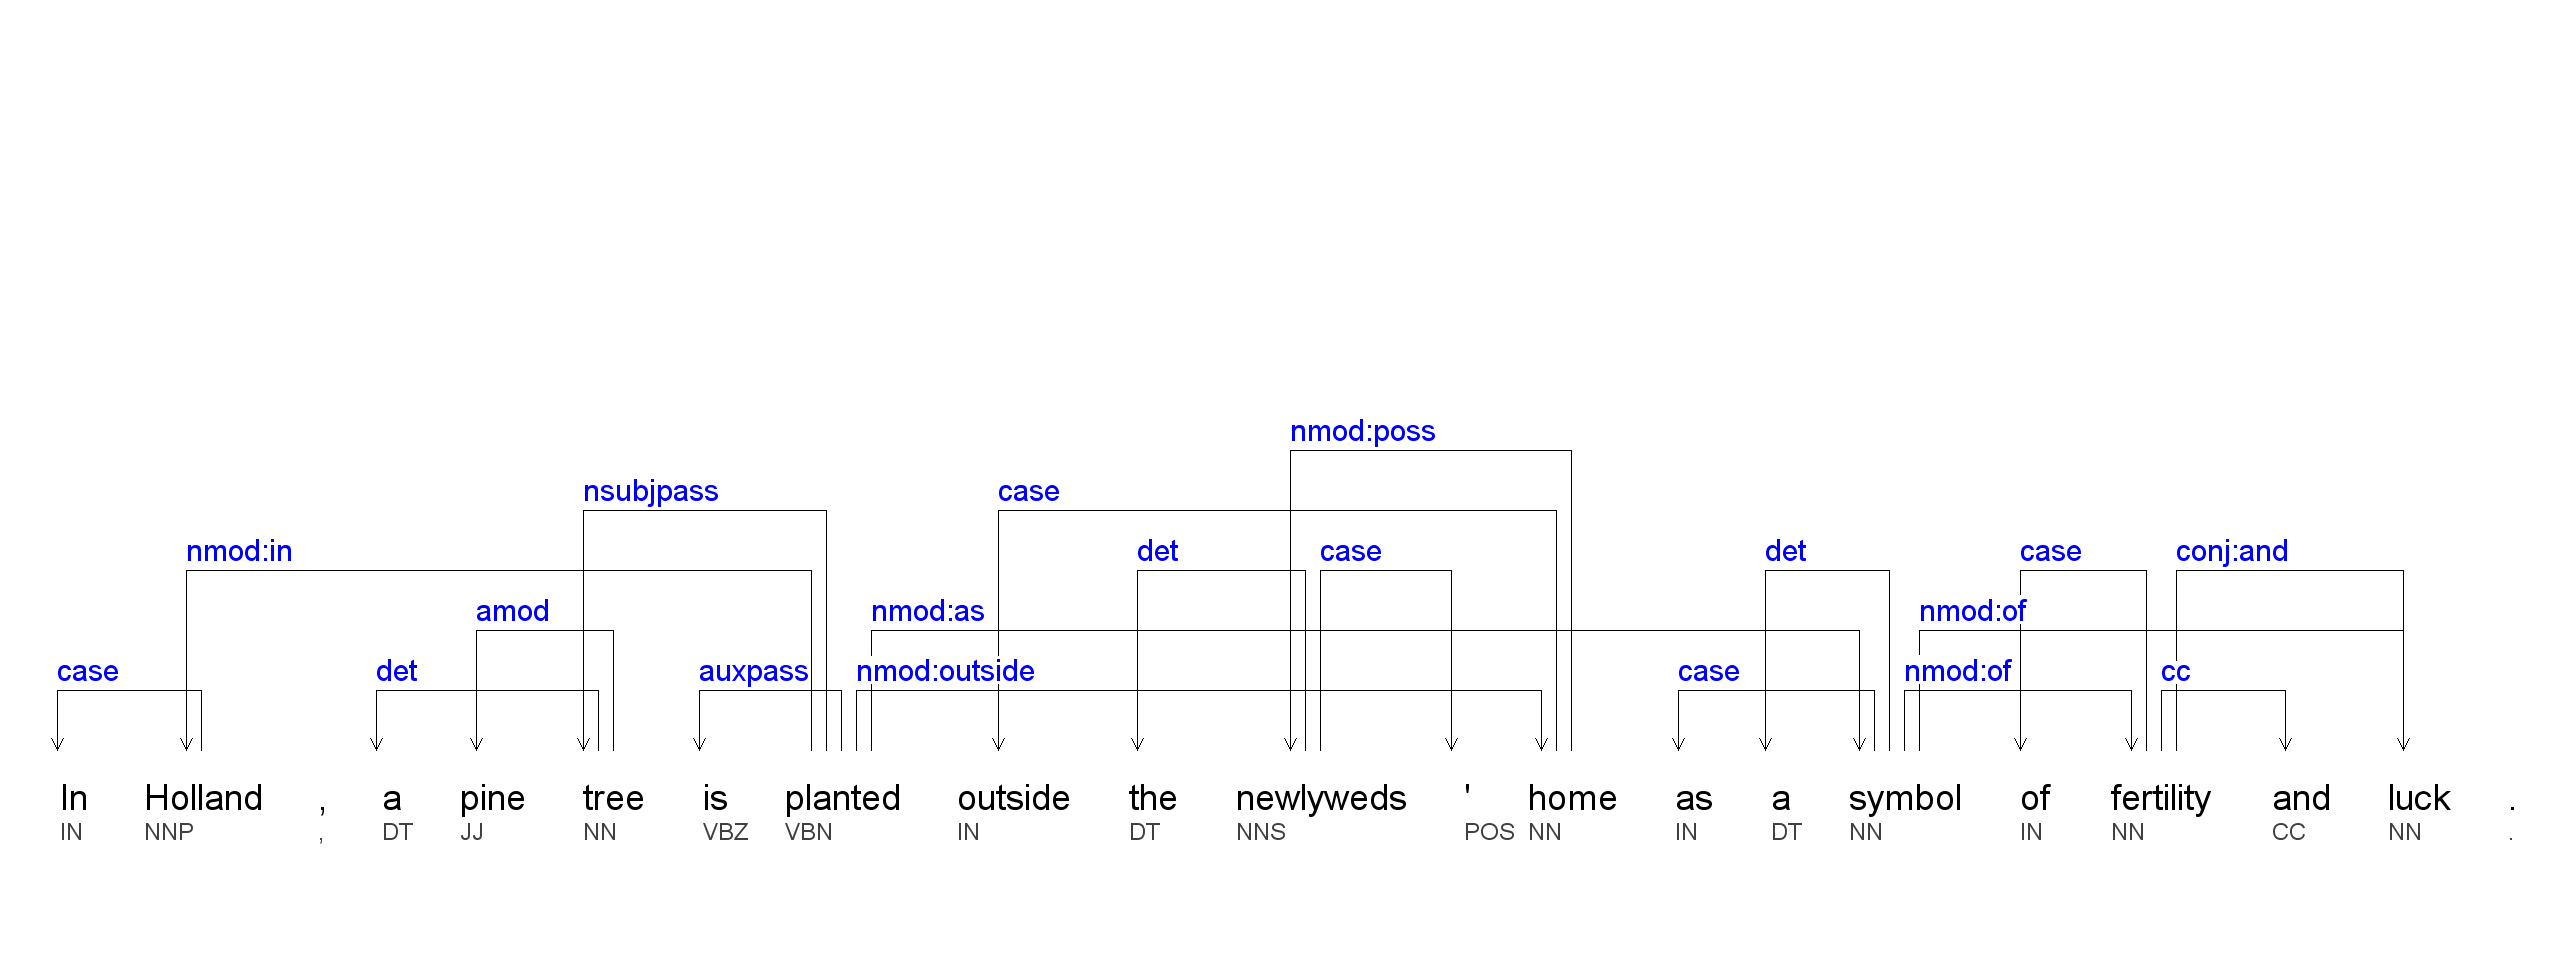 nmod:poss
nsubjpass case
nmod:in det case det case conj:and
amod nmod:as nmod:of
case det auxpass nmod:outside case nmod:of cc
In Holland , a pine tree is planted outside the newlyweds ' home as a symbol of fertility and luck .
IN NNP , DT JJ NN VBZ VBN IN DT NNS POS NN IN DT NN IN NN CC NN .